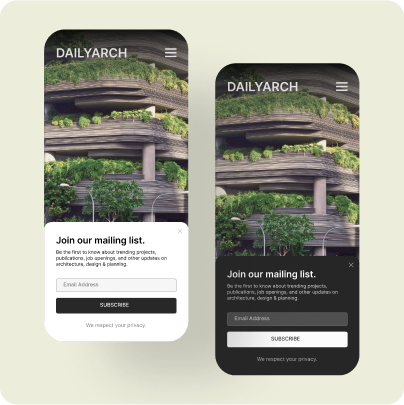 DAILYARCH
Join our mailing list.
Be the first to know about trending projects,
publications, job openings, and other updates on
architecture, design & planning.
Email Address
SUBSCRIBE
We respect your privacy.
DAILYARCH
Join our mailing list.
Be the first to know about trending projects,
publications, job openings, and other updates on
architecture, design & planning.
Email Address
SUBSCRIBE
We respect your privacy.